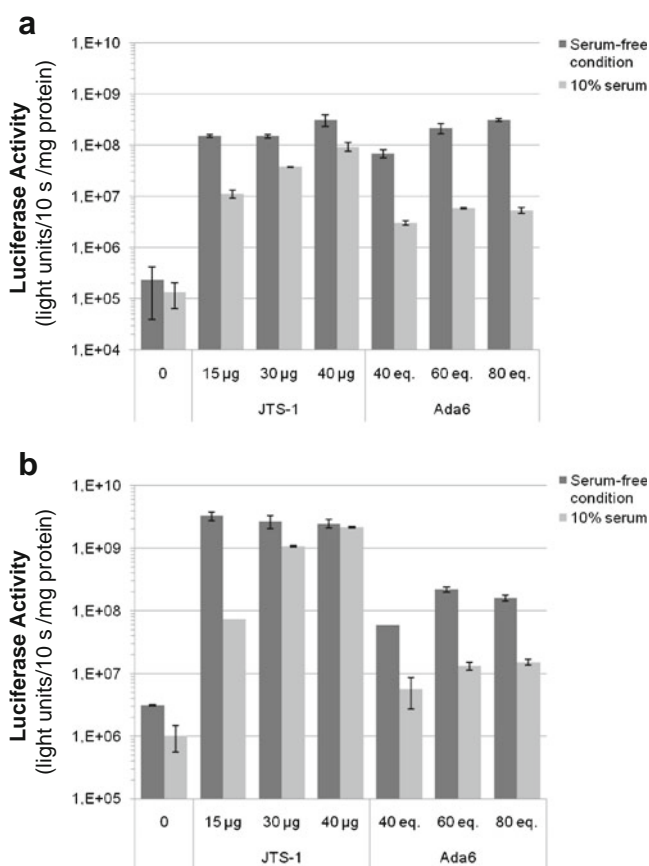 a
Serum-free
condition
10% serum
Luciferase Activity
(light units/10 s /mg protein)
1,E+10
1,E+09
1,E+08
1,E+07
1,E+06
1,E+05
1,E+04
0
15 µg
30 µg
40 µg
40 eq.
60 eq.
80 eq.
JTS-1
Ada6
b
Serum-free
condition
10% serum
Luciferase Activity
(light units/10 s /mg protein)
1,E+10
1,E+09
1,E+08
1,E+07
1,E+06
1,E+05
0
15 µg
30 µg
40 µg
40 eq.
60 eq.
80 eq.
JTS-1
Ada6